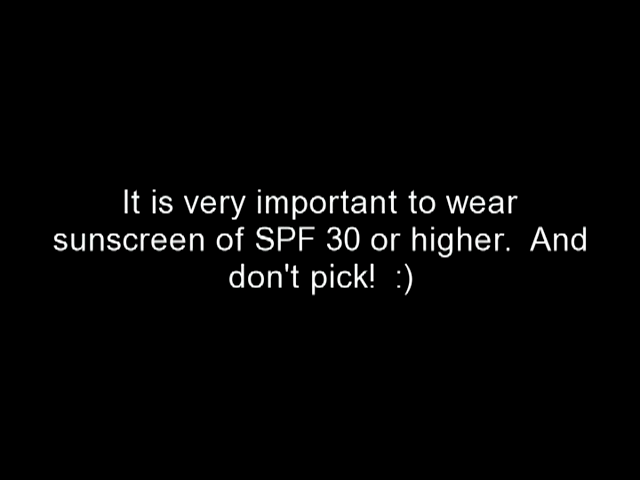 It is very important to wear
sunscreen of SPF 30 or higher.  And
don't pick!  :)